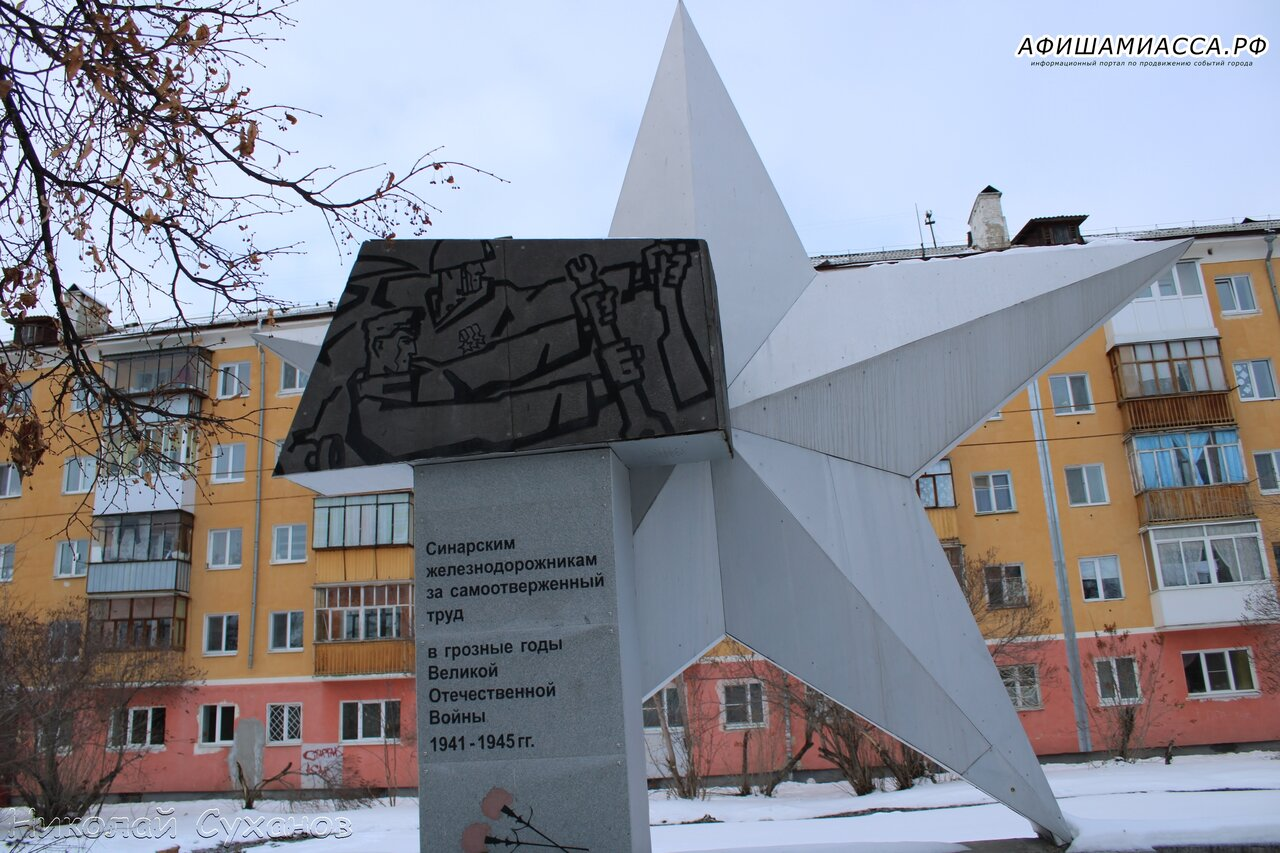 АФИШАМИАССА.РФ
информационный портал по продвижению событий города
Синарским
железнодорожникам
за самоотверженный
труд
в грозные годы
Великой
Отечественной
Войны
1941-1945 гг.
Николай Суханов